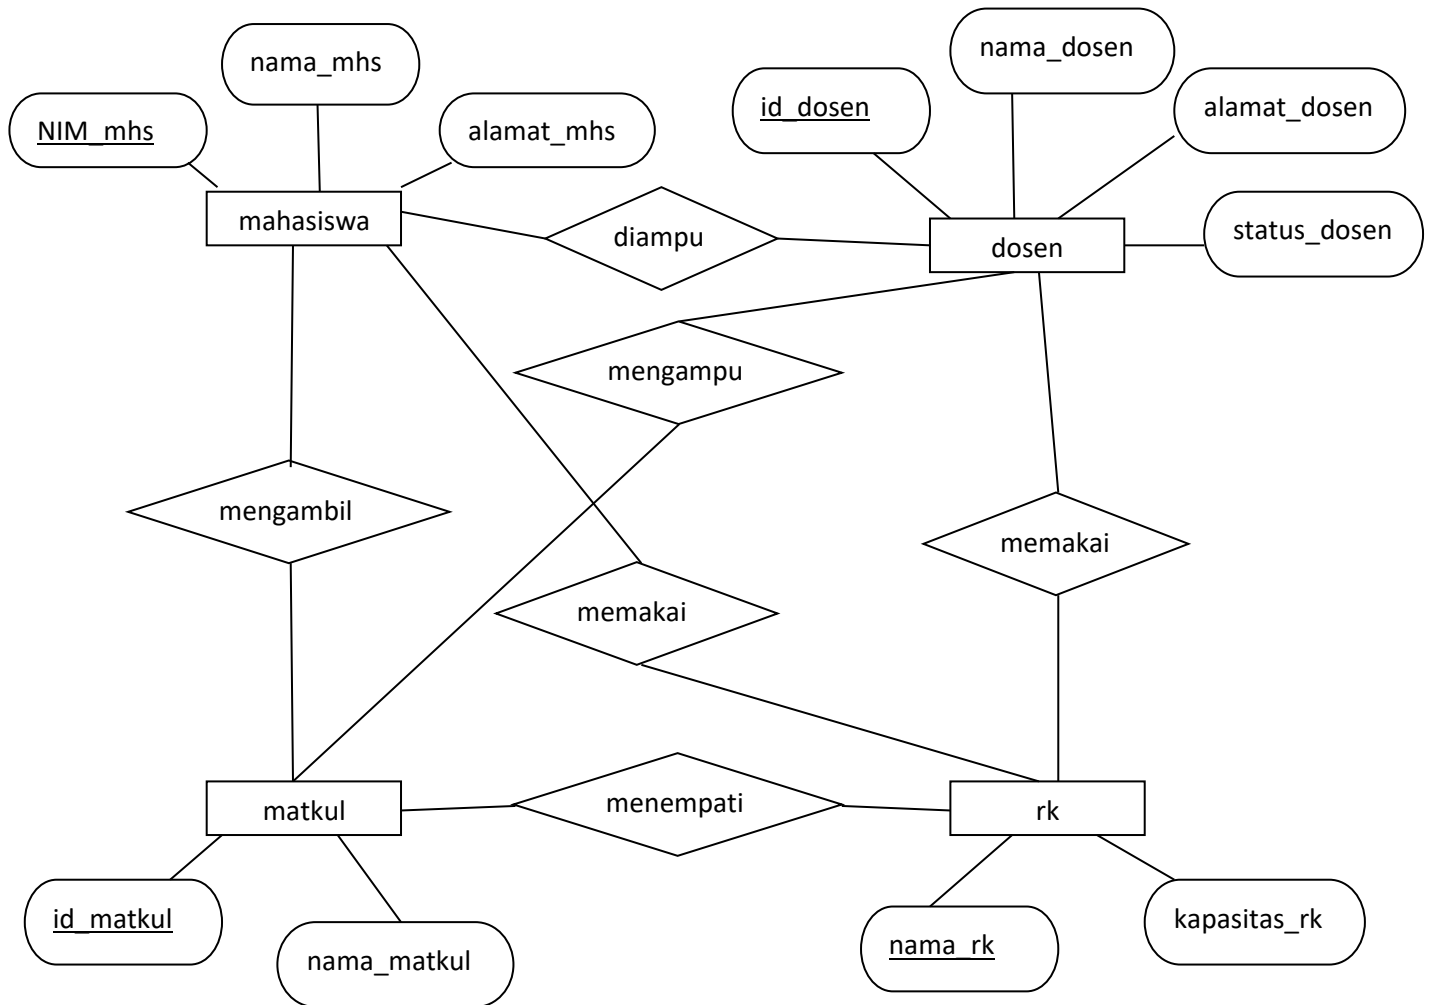 nama_mhs
nama_dosen
NIM_mhs
alamat_mhs
id_dosen
alamat_dosen
mahasiswa
diampu
dosen
status_dosen
mengampu
mengambil
memakai
memakai
matkul
menempati
rk
id_matkul
nama_matkul
nama_rk
kapasitas_rk